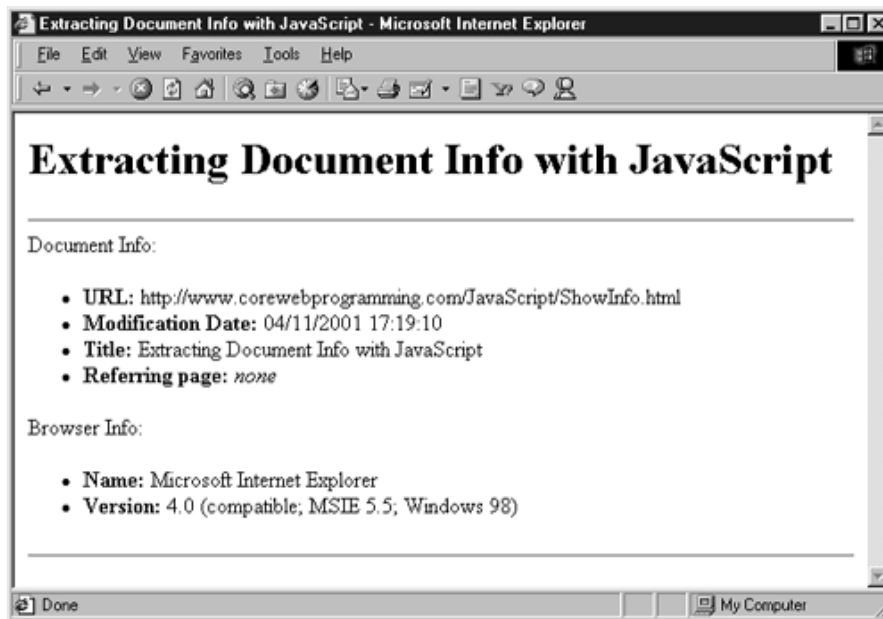 Extracting Document Info with JavaScript - Microsoft Internet Explorer
File Edit View Favorites Tools Help
Extracting Document Info with JavaScript
Document Info:
• URL: http://www.corewebprogramming.com/JavaScript/ShowInfo.html
• Modification Date: 04/11/2001 17:19:10
• Title: Extracting Document Info with JavaScript
• Referring page: none
Browser Info:
• Name: Microsoft Internet Explorer
• Version: 4.0 (compatible; MSIE 5.5; Windows 98)
Done My Computer